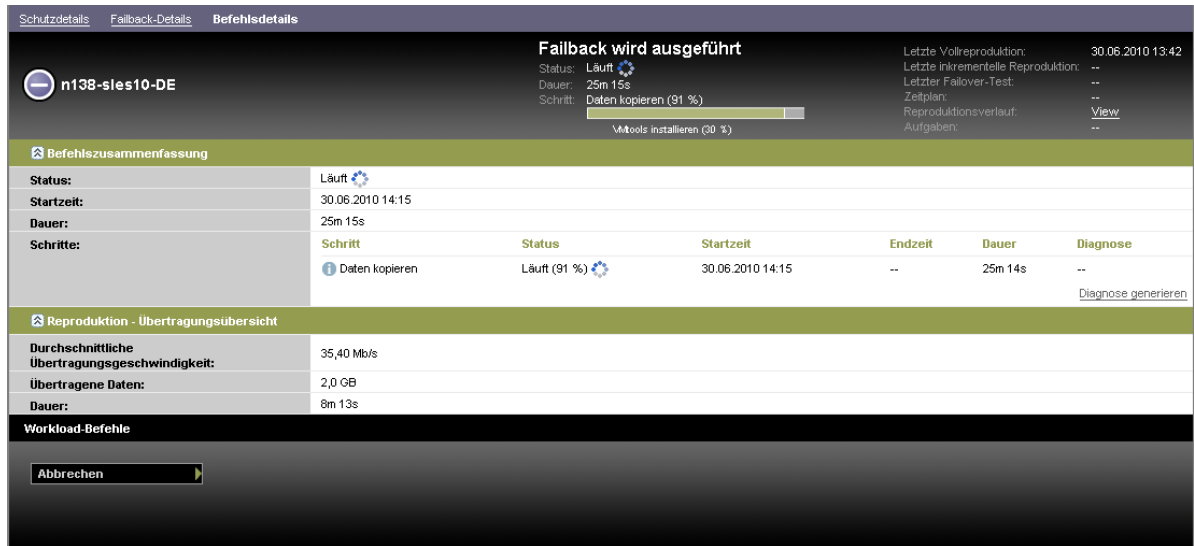 Schutzdetails Failback-Details Befehlsdetails
n138-sles10-DE
Failback wird ausgeführt
Status: Läuft
Dauer: 25m 15s
Schritt: Daten kopieren (91 %)
VMtools installieren (30 %)
Letzte Vollreproduktion: 30.06.2010 13:42
Letzte inkrementelle Reproduktion: --
Letzter Failover-Test: --
Zeitplan: --
Reproduktionsverlauf: View
Aufgaben: --
Befehlszusammenfassung
Status: Läuft
Startzeit: 30.06.2010 14:15
Dauer: 25m 15s
Schritte: Schritt Status Startzeit Endzeit Dauer Diagnose
Daten kopieren Läuft (91 %) 30.06.2010 14:15 -- 25m 14s --
Diagnose generieren
Reproduktion - Übertragungsübersicht
Durchschnittliche
Übertragungsgeschwindigkeit: 35,40 Mb/s
Übertragene Daten: 2,0 GB
Dauer: 8m 13s
Workload-Befehle
Abbrechen